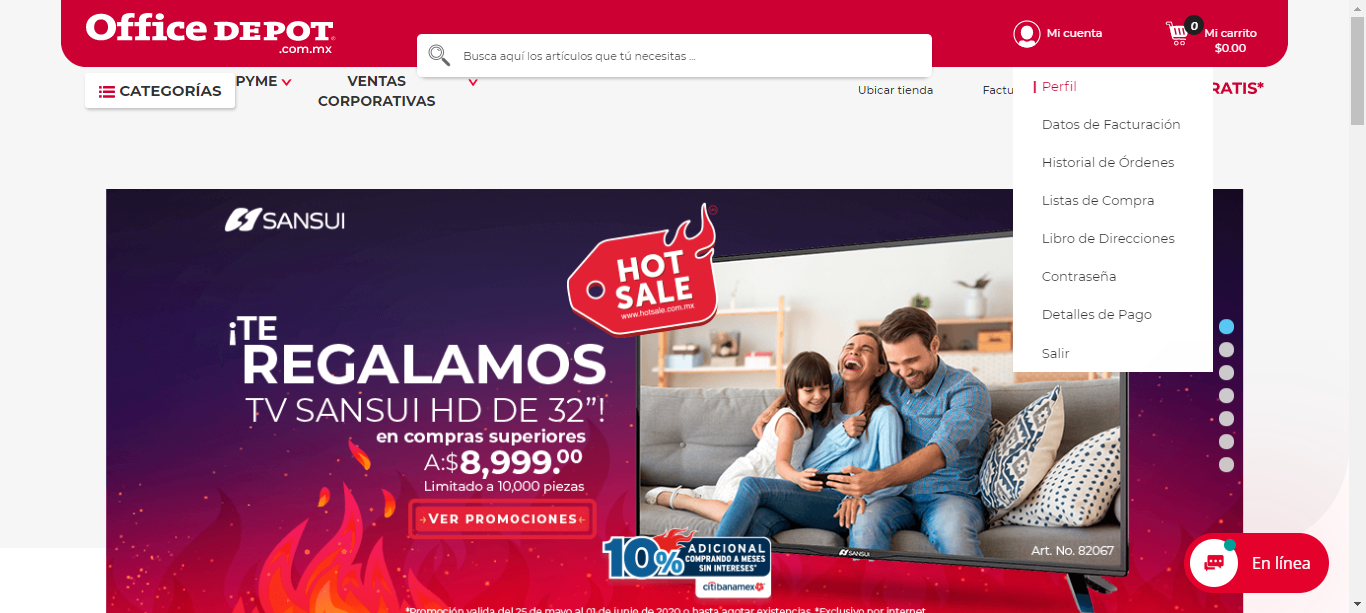 Office DEPOT
.com.mx
Busca aquí los artículos que tú necesitas ...
Mi cuenta
0
Mi carrito
$0.00
CATEGORÍAS
PYME
VENTAS
CORPORATIVAS
Ubicar tienda
Factu
RATIS*
Perfil
Datos de Facturación
Historial de Órdenes
Listas de Compra
Libro de Direcciones
Contraseña
Detalles de Pago
Salir
SANSUI
HOT
SALE
www.hotsale.com.mx
¡TE
REGALAMOS
TV SANSUI HD DE 32”!
en compras superiores
A:$8,999.00
Limitado a 10,000 piezas
VER PROMOCIONES
10% ADICIONAL
COMPRANDO A MESES
SIN INTERESES*
citibanamex
SANSUI
Art. No. 82067
En línea
*Promoción valida del 25 de mayo al 01 de junio de 2020 o hasta agotar existencias. *Exclusivo por internet